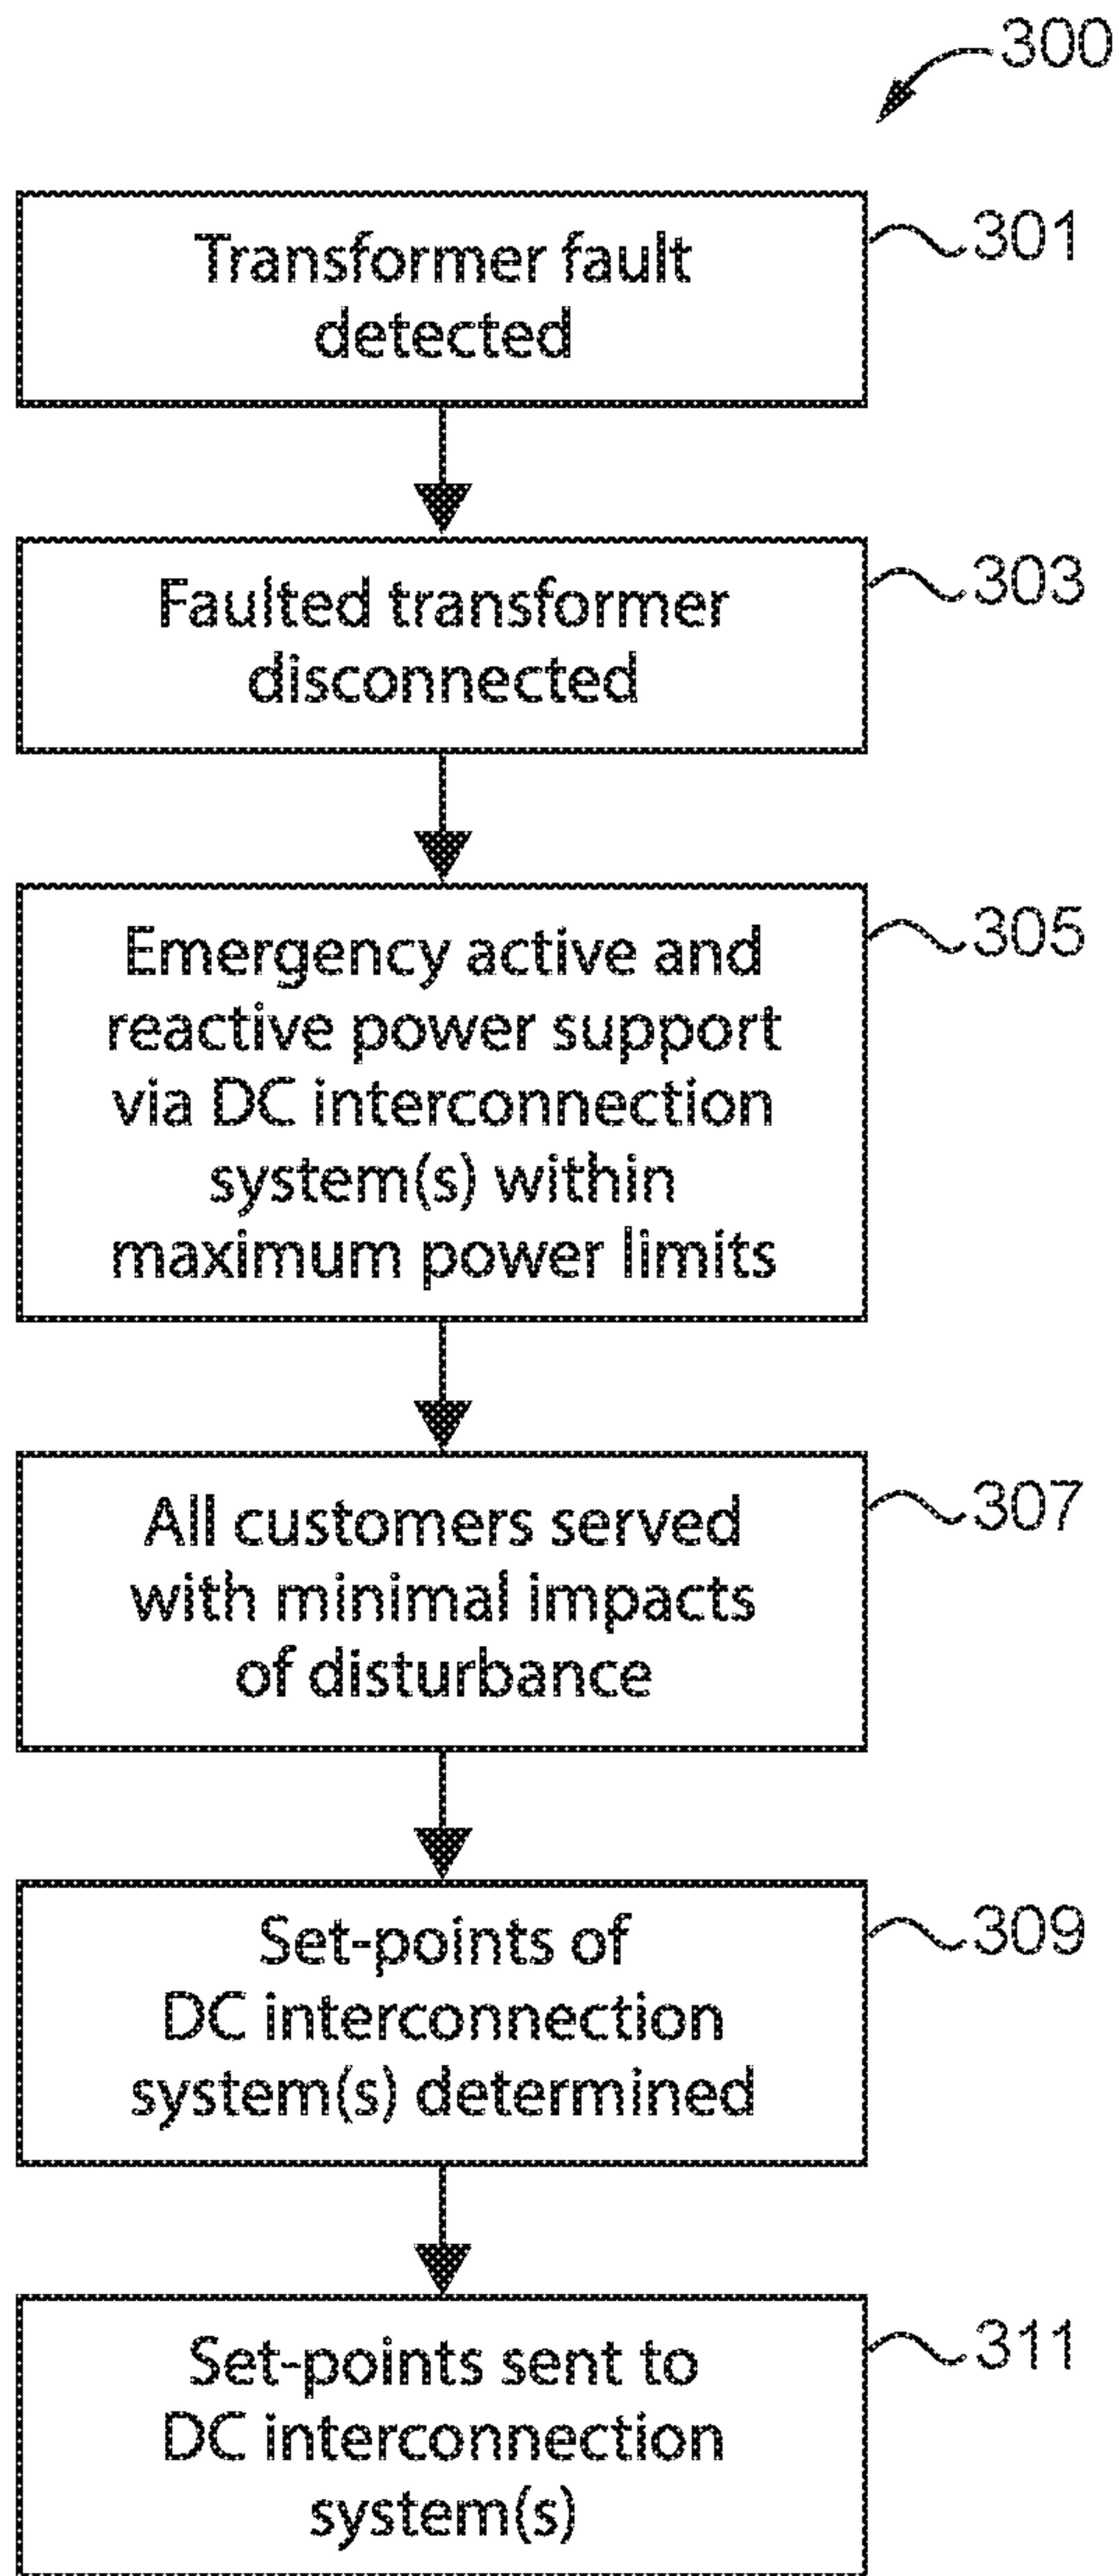 300
Transformer fault
detected
301
Faulted transformer
disconnected
303
Emergency active and
reactive power support
via DC interconnection
system(s) within
maximum power limits
305
All customers served
with minimal impacts
of disturbance
307
Set-points of
DC interconnection
system(s) determined
309
Set-points sent to
DC interconnection
system(s)
311